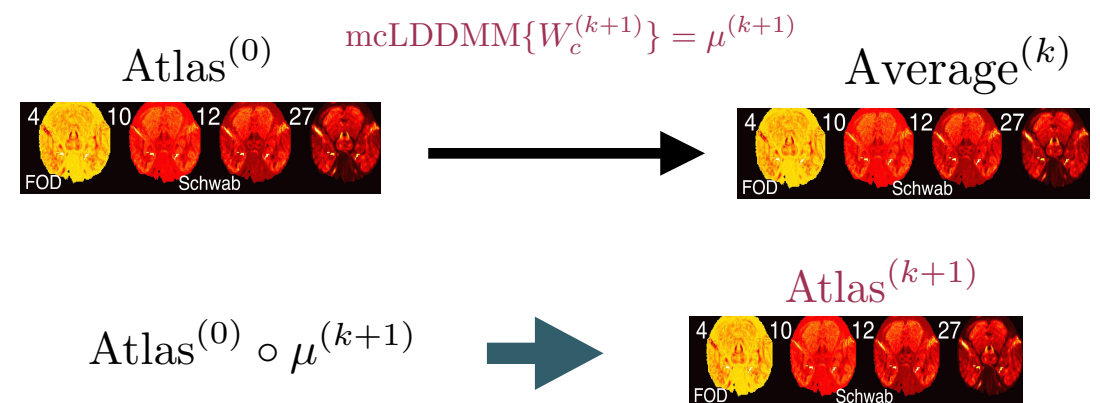 mcLDDMM{W_c^{(k+1)}} = μ^{(k+1)}
Atlas^{(0)}
Average^{(k)}
4 10 12 27
FOD Schwab
4 10 12 27
FOD Schwab
Atlas^{(k+1)}
Atlas^{(0)} ∘ μ^{(k+1)}
4 10 12 27
FOD Schwab